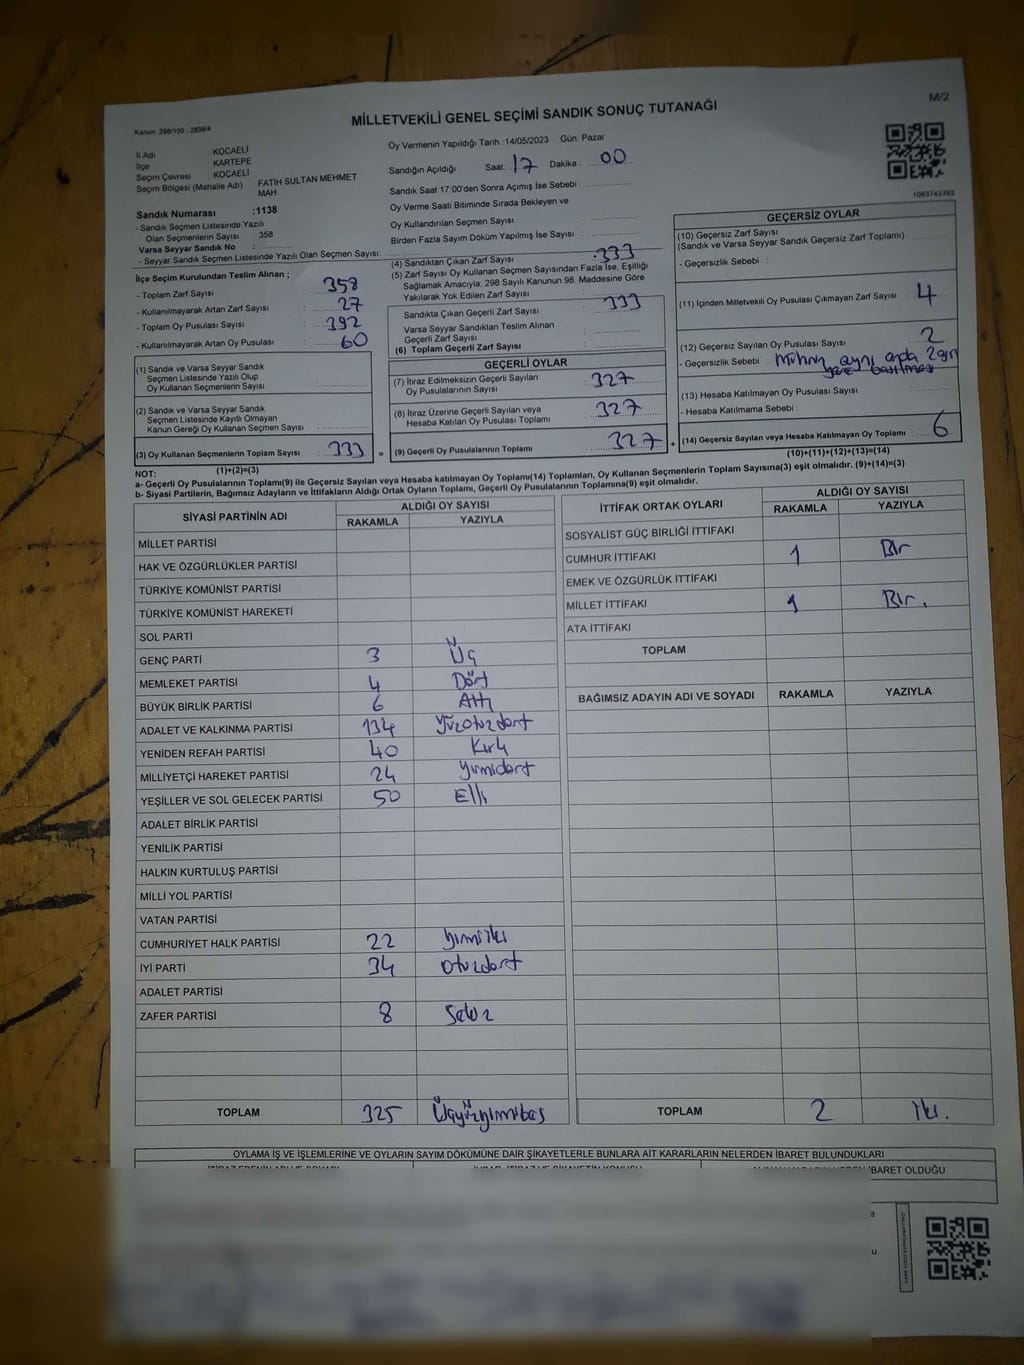 M/2
MİLLETVEKİLİ GENEL SEÇİMİ SANDIK SONUÇ TUTANAĞI
Kanun: 298/105 , 2839/4
İl Adı : KOCAELİ
İlçe : KARTEPE
Seçim Çevresi : KOCAELİ
Seçim Bölgesi (Mahalle Adı) FATİH SULTAN MEHMET MAH
Sandık Numarası :1138
- Sandık Seçmen Listesinde Yazılı
Olan Seçmenlerin Sayısı : 358
Varsa Seyyar Sandık No :
- Seyyar Sandık Seçmen Listesinde Yazılı Olan Seçmen Sayısı:
Oy Vermenin Yapıldığı Tarih :14/05/2023 Gün: Pazar
Sandığın Açıldığı Saat: 17 Dakika : 00
Sandık Saat 17:00'den Sonra Açımış İse Sebebi :
Oy Verme Saati Bitiminde Sırada Bekleyen ve
Oy Kullandırılan Seçmen Sayısı :
Birden Fazla Sayım Döküm Yapılmış İse Sayısı :
1083743763
İlçe Seçim Kurulundan Teslim Alınan ;
- Toplam Zarf Sayısı : 358
- Kullanılmayarak Artan Zarf Sayısı : 27
- Toplam Oy Pusulası Sayısı : 392
- Kullanılmayarak Artan Oy Pusulası : 60
(1) Sandık ve Varsa Seyyar Sandık
Seçmen Listesinde Yazılı Olup
Oy Kullanan Seçmenlerin Sayısı :
(2) Sandık ve Varsa Seyyar Sandık
Seçmen Listesinde Kayıtlı Olmayan
Kanun Gereği Oy Kullanan Seçmen Sayısı :
(3) Oy Kullanan Seçmenlerin Toplam Sayısı : 333 =
(1)+(2)=(3)
(4) Sandıktan Çıkan Zarf Sayısı : 333
(5) Zarf Sayısı Oy Kullanan Seçmen Sayısından Fazla İse, Eşitliği
Sağlamak Amacıyla; 298 Sayılı Kanunun 98. Maddesine Göre
Yakılarak Yok Edilen Zarf Sayısı :
Sandıkta Çıkan Geçerli Zarf Sayısı : 333
Varsa Seyyar Sandıktan Teslim Alınan
Geçerli Zarf Sayısı :
(6) Toplam Geçerli Zarf Sayısı :
GEÇERLİ OYLAR
(7) İtiraz Edilmeksizin Geçerli Sayılan
Oy Pusulalarının Sayısı : 327
(8) İtiraz Üzerine Geçerli Sayılan veya
Hesaba Katılan Oy Pusulası Toplamı : 327
(9) Geçerli Oy Pusulalarının Toplamı : 327 +
GEÇERSİZ OYLAR
(10) Geçersiz Zarf Sayısı
(Sandık ve Varsa Seyyar Sandık Geçersiz Zarf Toplamı) :
- Geçersizlik Sebebi :
(11) İçinden Milletvekili Oy Pusulası Çıkmayan Zarf Sayısı : 4
(12) Geçersiz Sayılan Oy Pusulası Sayısı : 2
- Geçersizlik Sebebi : Mühür aynı anda 2 ayrı
yere basılması
(13) Hesaba Katılmayan Oy Pusulası Sayısı :
- Hesaba Katılmama Sebebi :
(14) Geçersiz Sayılan veya Hesaba Katılmayan Oy Toplamı : 6
(10)+(11)+(12)+(13)=(14)
NOT:
a- Geçerli Oy Pusulalarının Toplamı(9) ile Geçersiz Sayılan veya Hesaba katılmayan Oy Toplamı(14) Toplamları, Oy Kullanan Seçmenlerin Toplam Sayısına(3) eşit olmalıdır. (9)+(14)=(3)
b- Siyasi Partilerin, Bağımsız Adayların ve İttifakların Aldığı Ortak Oyların Toplamı, Geçerli Oy Pusulalarının Toplamına(9) eşit olmalıdır.
SİYASİ PARTİNİN ADI ALDIĞI OY SAYISI
RAKAMLA YAZIYLA
MİLLET PARTİSİ
HAK VE ÖZGÜRLÜKLER PARTİSİ
TÜRKİYE KOMÜNİST PARTİSİ
TÜRKİYE KOMÜNİST HAREKETİ
SOL PARTİ
GENÇ PARTİ 3 Üç
MEMLEKET PARTİSİ 4 Dört
BÜYÜK BİRLİK PARTİSİ 6 Altı
ADALET VE KALKINMA PARTİSİ 134 Yüzotuzdört
YENİDEN REFAH PARTİSİ 40 Kırk
MİLLİYETÇİ HAREKET PARTİSİ 24 yirmidört
YEŞİLLER VE SOL GELECEK PARTİSİ 50 Elli
ADALET BİRLİK PARTİSİ
YENİLİK PARTİSİ
HALKIN KURTULUŞ PARTİSİ
MİLLİ YOL PARTİSİ
VATAN PARTİSİ
CUMHURİYET HALK PARTİSİ 22 yirmiiki
İYİ PARTİ 34 otuzdört
ADALET PARTİSİ
ZAFER PARTİSİ 8 Sekiz
TOPLAM 325 Üçyüzyirmibeş
İTTİFAK ORTAK OYLARI ALDIĞI OY SAYISI
RAKAMLA YAZIYLA
SOSYALİST GÜÇ BİRLİĞİ İTTİFAKI
CUMHUR İTTİFAKI 1 Bir
EMEK VE ÖZGÜRLÜK İTTİFAKI
MİLLET İTTİFAKI 1 Bir.
ATA İTTİFAKI
TOPLAM
BAĞIMSIZ ADAYIN ADI VE SOYADI RAKAMLA YAZIYLA
TOPLAM 2 iki.
OYLAMA İŞ VE İŞLEMLERİNE VE OYLARIN SAYIM DÖKÜMÜNE DAİR ŞİKAYETLERLE BUNLARA AİT KARARLARIN NELERDEN İBARET BULUNDUKLARI
İBARET OLDUĞU